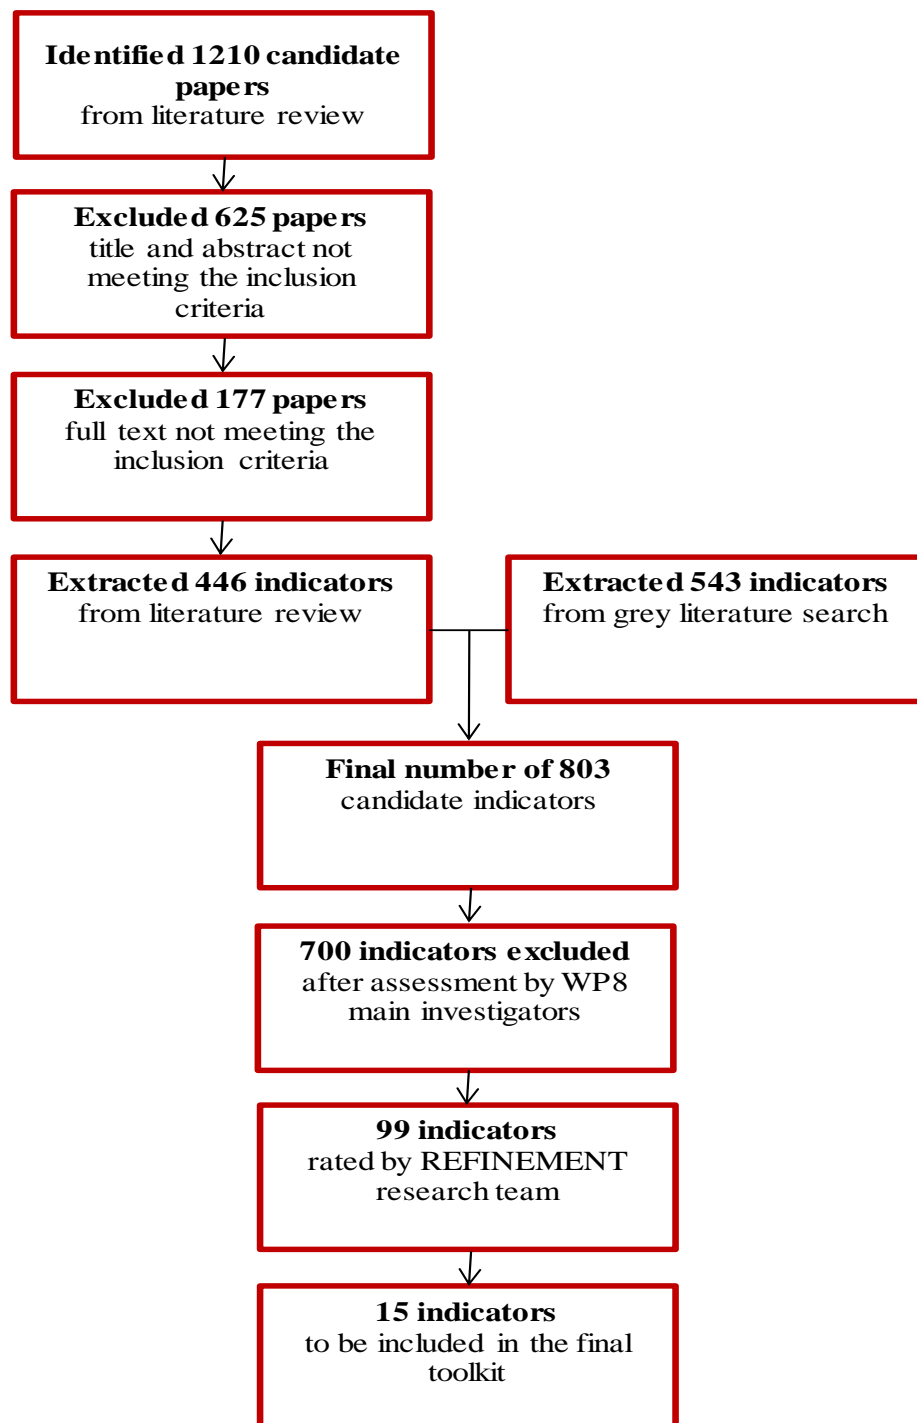 Identified 1210 candidate
papers
from literature review
Excluded 625 papers
title and abstract not
meeting the inclusion
criteria
Excluded 177 papers
full text not meeting the
inclusion criteria
Extracted 446 indicators
from literature review
Extracted 543 indicators
from grey literature search
Final number of 803
candidate indicators
700 indicators excluded
after assessment by WP8
main investigators
99 indicators
rated by REFINEMENT
research team
15 indicators
to be included in the final
toolkit